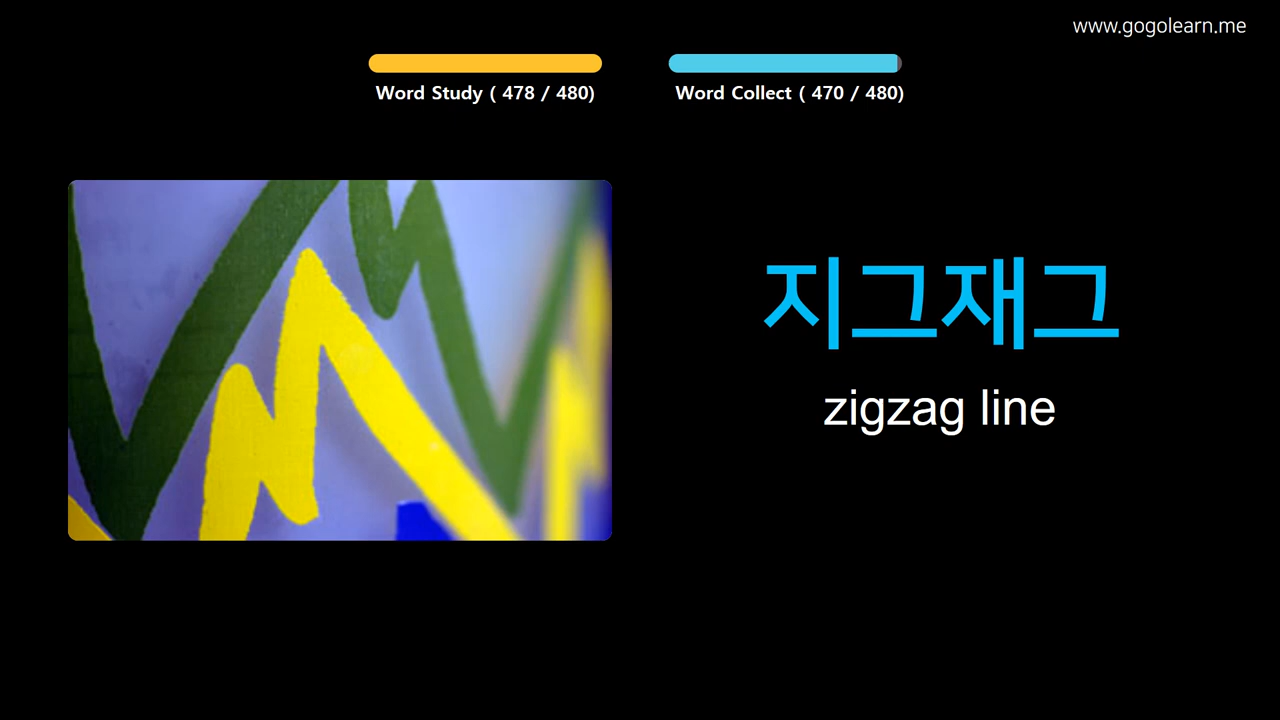 www.gogolearn.me
Word Study ( 478 / 480)
Word Collect ( 470 / 480)
지그재그
zigzag line